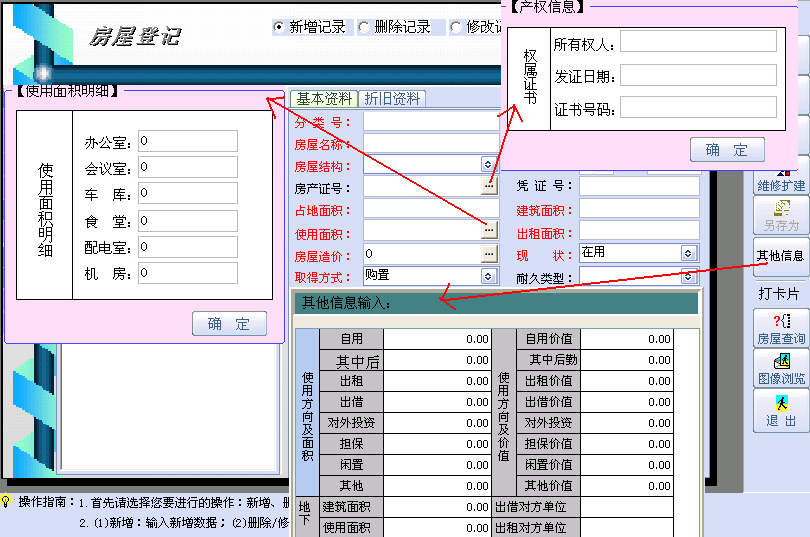 房屋登记
新增记录 删除记录 修改
【产权信息】
权属证书
所有权人：
发证日期：
证书号码：
确 定
【使用面积明细】
使用面积明细
办公室： 0
会议室： 0
车 库： 0
食 堂： 0
配电室： 0
机 房： 0
确 定
基本资料 折旧资料
分 类 号：
房屋名称：
房屋结构：
房产证号： ... 凭 证 号：
占地面积： 建筑面积：
使用面积： ... 出租面积：
房屋造价： 0 ... 现 状： 在用
取得方式： 购置 耐久类型：
维修扩建
另存为
其他信息
打卡片
房屋查询
图像浏览
退 出
其他信息输入：
使用方向及面积
使用方向及价值
自用 0.00 自用价值 0.00
其中后 0.00 其中后勤 0.00
出租 0.00 出租价值 0.00
出借 0.00 出借价值 0.00
对外投资 0.00 对外投资 0.00
担保 0.00 担保价值 0.00
闲置 0.00 闲置价值 0.00
其他 0.00 其他价值 0.00
地下
建筑面积 0.00 出借对方单位
使用面积 0.00 出租对方单位
操作指南：1.首先请选择您要进行的操作：新增、
2.(1)新增：输入新增数据；(2)删除/修